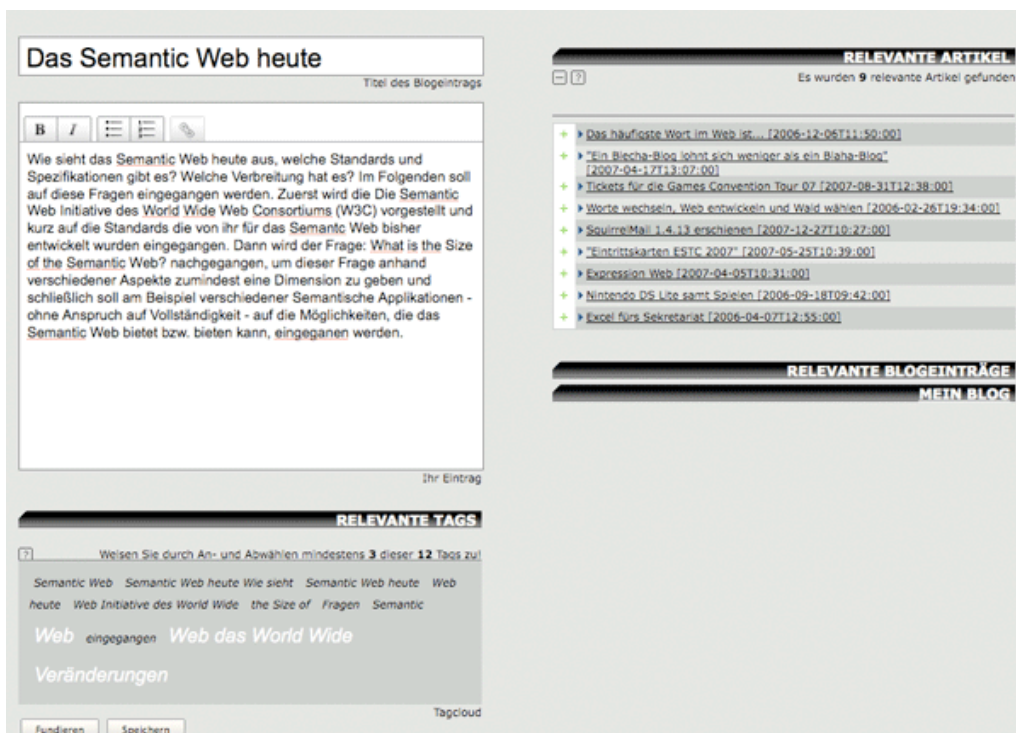 Das Semantic Web heute
Titel des Blogeintrags
B I
Wie sieht das Semantic Web heute aus, welche Standards und
Spezifikationen gibt es? Welche Verbreitung hat es? Im Folgenden soll
auf diese Fragen eingegangen werden. Zuerst wird die Die Semantic
Web Initiative des World Wide Web Consortiums (W3C) vorgestellt und
kurz auf die Standards die von ihr für das Semantc Web bisher
entwickelt wurden eingegangen. Dann wird der Frage: What is the Size
of the Semantic Web? nachgegangen, um dieser Frage anhand
verschiedener Aspekte zumindest eine Dimension zu geben und
schließlich soll am Beispiel verschiedener Semantische Applikationen -
ohne Anspruch auf Vollständigkeit - auf die Möglichkeiten, die das
Semantic Web bietet bzw. bieten kann, eingeganen werden.
Ihr Eintrag
RELEVANTE TAGS
? Weisen Sie durch An- und Abwählen mindestens 3 dieser 12 Tags zu!
Semantic Web Semantic Web heute Wie sieht Semantic Web heute Web
heute Web Initiative des World Wide the Size of Fragen Semantic
Web eingegangen Web das World Wide
Veränderungen
Tagcloud
Fundieren Speichern
RELEVANTE ARTIKEL
? Es wurden 9 relevante Artikel gefunden
+ Das häufigste Wort im Web ist... [2006-12-06T11:50:00]
+ "Ein Blecha-Blog lohnt sich weniger als ein Blaha-Blog"
[2007-04-17T13:07:00]
+ Tickets für die Games Convention Tour 07 [2007-08-31T12:38:00]
+ Worte wechseln, Web entwickeln und Wald wählen [2006-02-26T19:34:00]
+ SquirrelMail 1.4.13 erschienen [2007-12-27T10:27:00]
+ "Eintrittskarten ESTC 2007" [2007-05-25T10:39:00]
+ Expression Web [2007-04-05T10:31:00]
+ Nintendo DS Lite samt Spielen [2006-09-18T09:42:00]
+ Excel fürs Sekretariat [2006-04-07T12:55:00]
RELEVANTE BLOGEINTRÄGE
MEIN BLOG